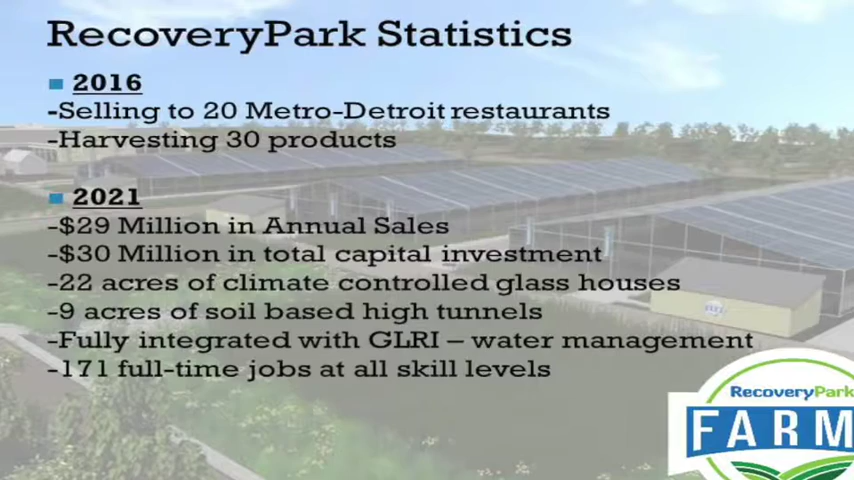 RecoveryPark Statistics
2016
-Selling to 20 Metro-Detroit restaurants
-Harvesting 30 products
2021
-$29 Million in Annual Sales
-$30 Million in total capital investment
-22 acres of climate controlled glass houses
-9 acres of soil based high tunnels
-Fully integrated with GLRI – water management
-171 full-time jobs at all skill levels
RecoveryPark
FARM